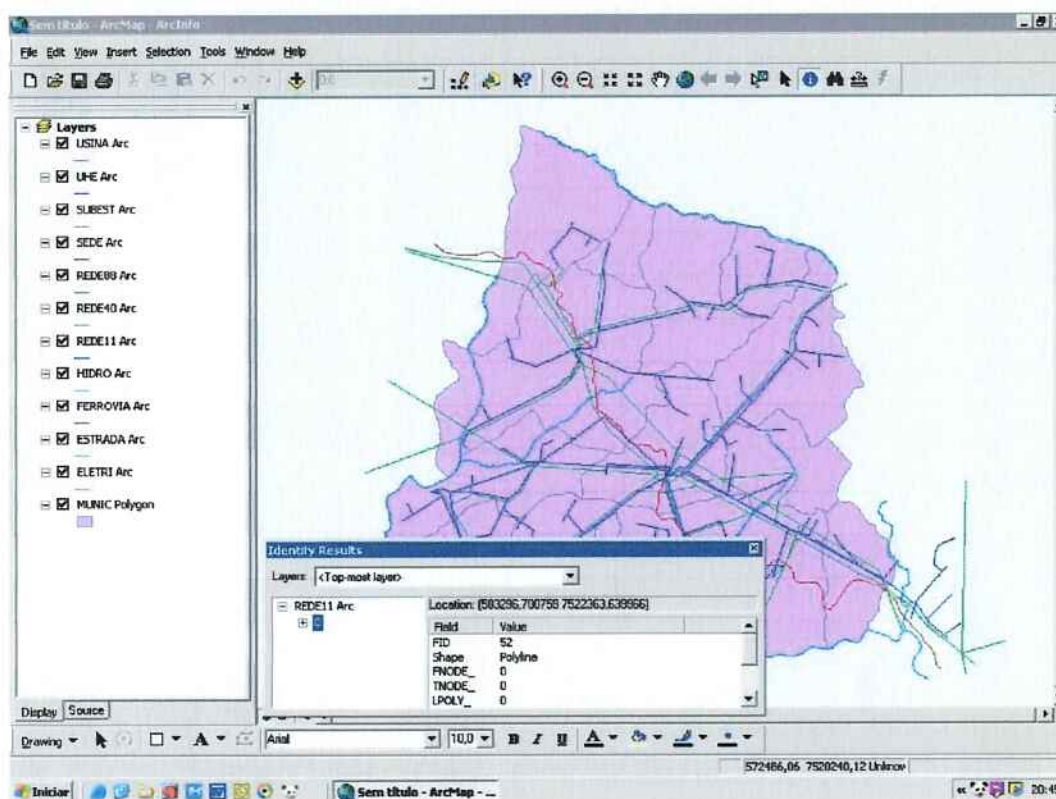 Sem título - ArcMap - ArcInfo
File Edit View Insert Selection Tools Window Help
Layers
USINA Arc
UHE Arc
SUBEST Arc
SEDE Arc
REDE88 Arc
REDE40 Arc
REDE11 Arc
HIDRO Arc
FERROVIA Arc
ESTRADA Arc
ELETRI Arc
MUNIC Polygon
Identity Results
Layers: <Top-most layer>
REDE11 Arc
Location: (583296,700759 7522363,639966)
Field Value
FID 52
Shape Polyline
FNODE_ 0
TNODE_ 0
LPOLY_ 0
Display Source
Drawing A Arial 10,0 B I U A
572486,06 7520240,12 Unknow
Iniciar Sem título - ArcMap - ... «